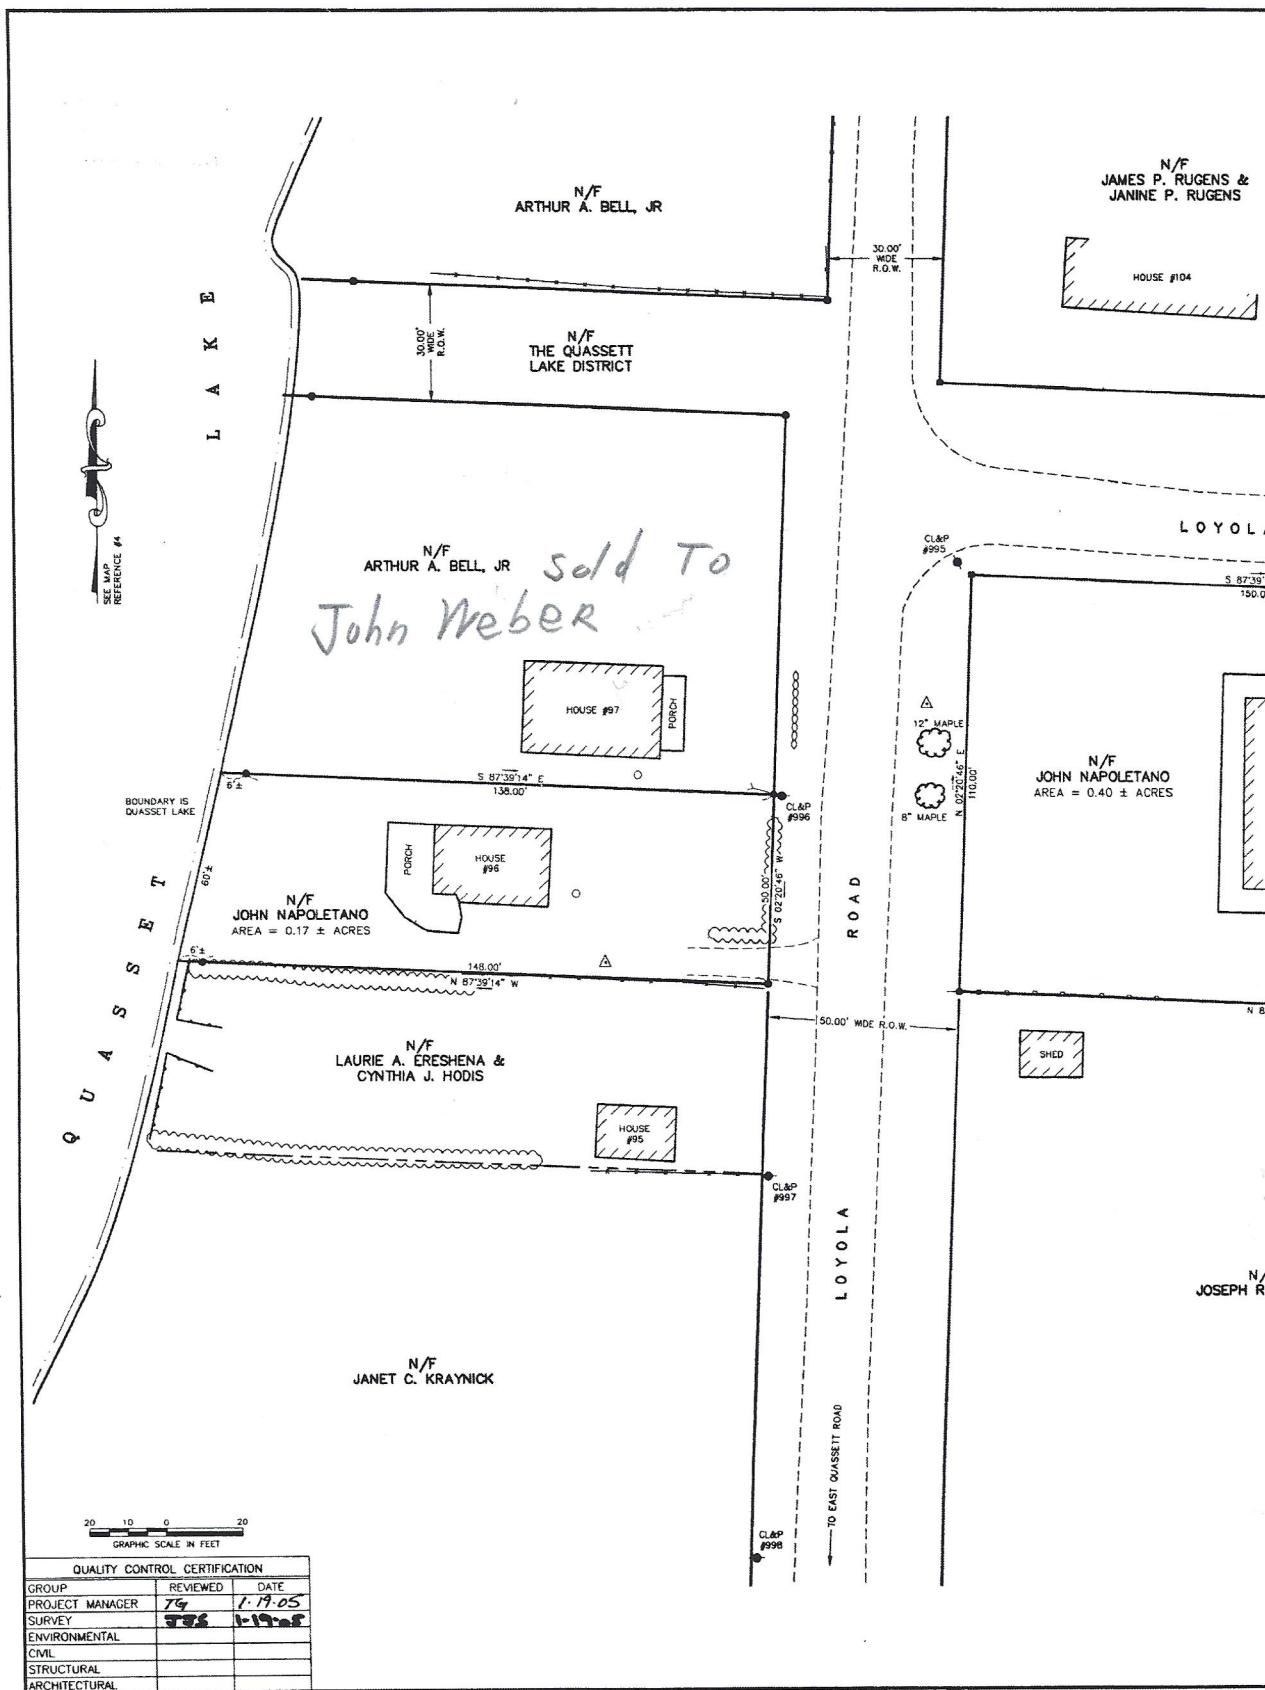 N/F
ARTHUR A. BELL, JR
N/F
JAMES P. RUGENS &
JANINE P. RUGENS
HOUSE #104
30.00'
WIDE
R.O.W.
30.00'
WIDE
R.O.W.
N/F
THE QUASSETT
LAKE DISTRICT
LAKE
SEE MAP
REFERENCE #4
N/F
ARTHUR A. BELL, JR
Sold To
John Weber
CL&P
#995
LOYOLA
S 87°39'
150.0
HOUSE #97
PORCH
12" MAPLE
8" MAPLE
N 02°20'46" E
110.00'
N/F
JOHN NAPOLETANO
AREA = 0.40 ± ACRES
S 87°39'14" E
138.00'
6'±
BOUNDARY IS
QUASSET LAKE
CL&P
#996
PORCH
HOUSE
#96
60'±
N/F
JOHN NAPOLETANO
AREA = 0.17 ± ACRES
50.00'
S 02°20'46" W
ROAD
6'±
148.00'
N 87°39'14" W
QUASSET
50.00' WIDE R.O.W.
N 8
SHED
N/F
LAURIE A. ERESHENA &
CYNTHIA J. HODIS
HOUSE
#95
CL&P
#997
LOYOLA
N/
JOSEPH R
N/F
JANET C. KRAYNICK
TO EAST QUASSETT ROAD
CL&P
#998
20 10 0 20
GRAPHIC SCALE IN FEET
QUALITY CONTROL CERTIFICATION
GROUP REVIEWED DATE
PROJECT MANAGER TG 1-19-05
SURVEY JJS 1-19-05
ENVIRONMENTAL
CIVIL
STRUCTURAL
ARCHITECTURAL